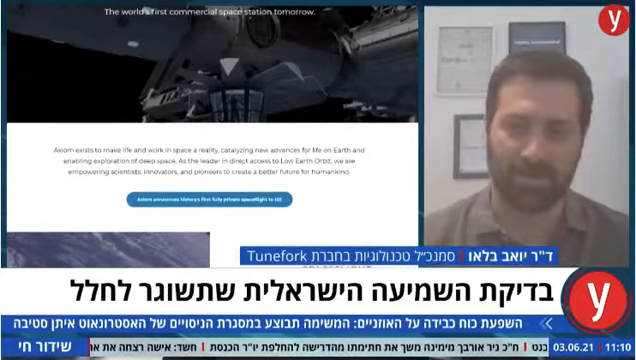 The world's first commercial space station tomorrow.
y
Axiom exists to make life and work in space a reality, catalyzing new advances for life on Earth and
enabling exploration of deep space. As the leader in direct access to Low Earth Orbit, we are
empowering scientists, innovators, and pioneers to create a better future for humankind.
Axiom announces history's first fully private spaceflight to ISS
ד"ר יואב בלאו | סמנכ"ל טכנולוגיות בחברת Tunefork
בדיקת השמיעה הישראלית שתשוגר לחלל
y
השפעת כוח כבידה על האוזניים: המשימה תבוצע במסגרת הניסויים של האסטרונאוט איתן סטיבה
11:10 | 03.06.21 בכנס | ח"כ ניר אורבך מימינה משך את חתימתו מהדרישה להחלפת יו"ר הכנסת | חשד: אישה רצחה את או שידור חי